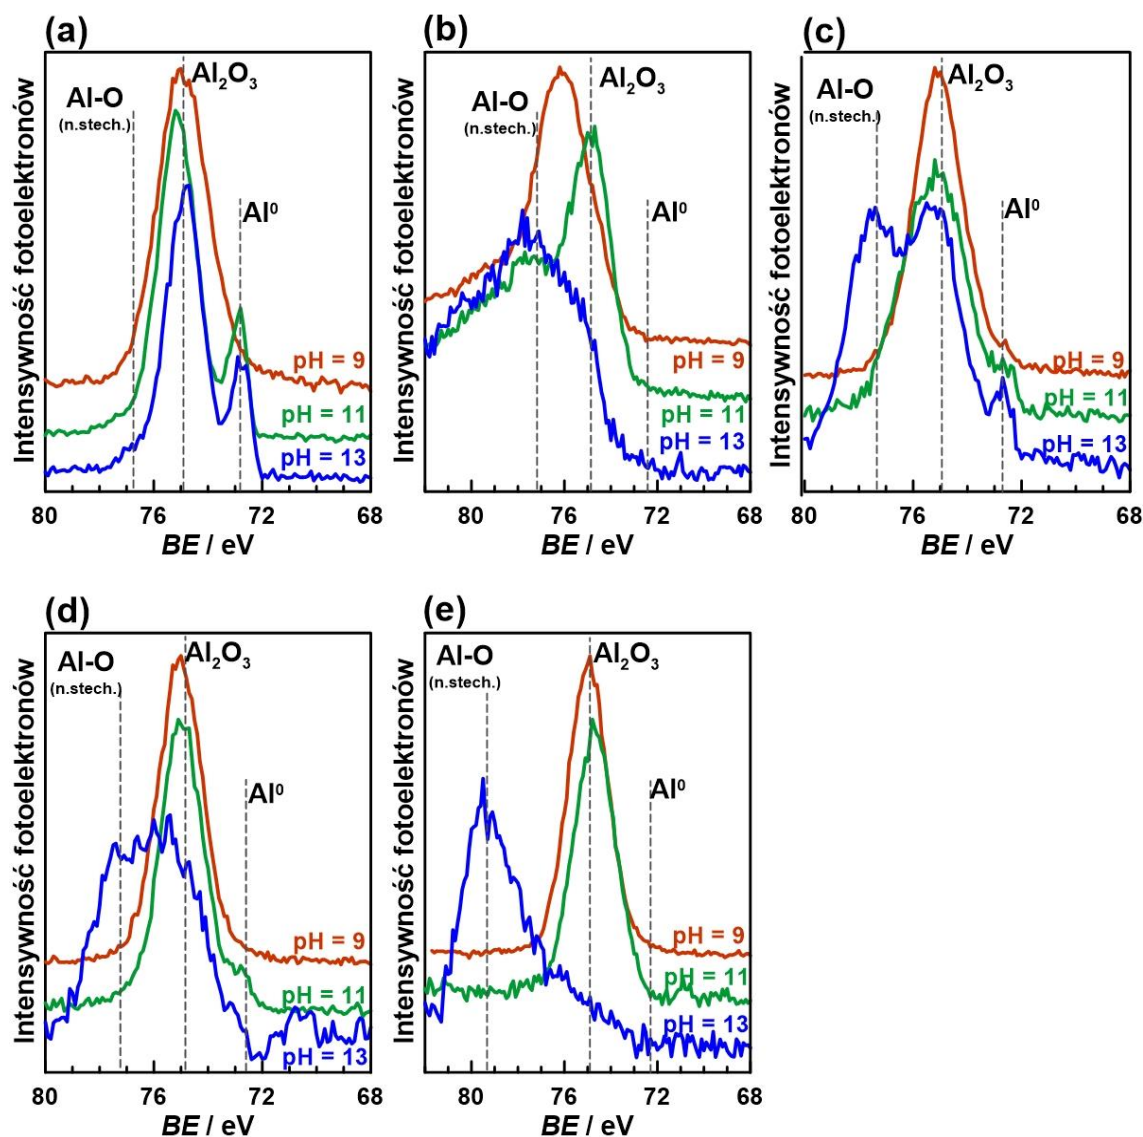 (a)
Intensywność fotoelektronów
Al-O
(n.stech.)
Al₂O₃
Al⁰
pH = 9
pH = 11
pH = 13
80 76 72 68
BE / eV
(b)
Intensywność fotoelektronów
Al-O
(n.stech.)
Al₂O₃
Al⁰
pH = 9
pH = 11
pH = 13
80 76 72 68
BE / eV
(c)
Intensywność fotoelektronów
Al-O
(n.stech.)
Al₂O₃
Al⁰
pH = 9
pH = 11
pH = 13
80 76 72 68
BE / eV
(d)
Intensywność fotoelektronów
Al-O
(n.stech.)
Al₂O₃
Al⁰
pH = 9
pH = 11
pH = 13
80 76 72 68
BE / eV
(e)
Intensywność fotoelektronów
Al-O
(n.stech.)
Al₂O₃
Al⁰
pH = 9
pH = 11
pH = 13
80 76 72 68
BE / eV